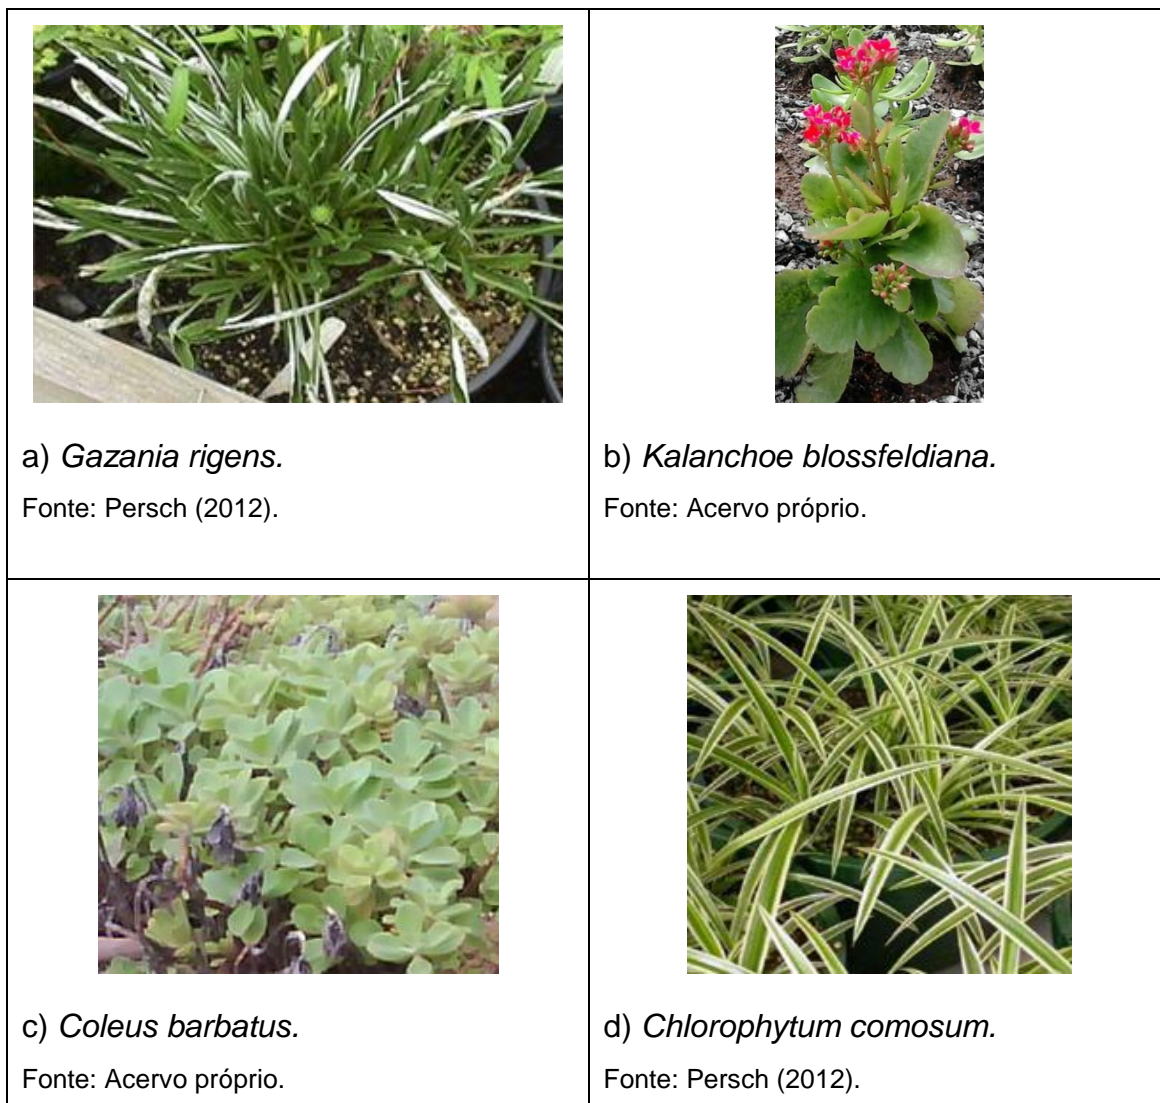 a) Gazania rigens.
Fonte: Persch (2012).
b) Kalanchoe blossfeldiana.
Fonte: Acervo próprio.
c) Coleus barbatus.
Fonte: Acervo próprio.
d) Chlorophytum comosum.
Fonte: Persch (2012).